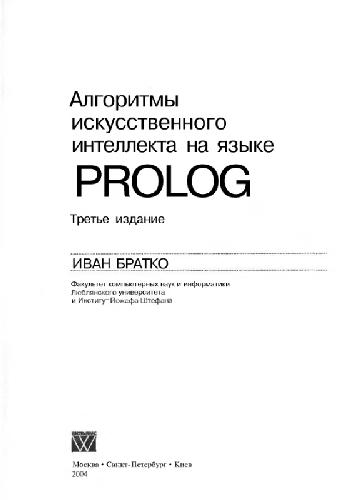 Алгоритмы
искусственного
интеллекта на языке
PROLOG
Третье издание
ИВАН БРАТКО
Факультет компьютерных наук и информатики
Люблянского университета
и Институт Йожефа Штефана
W
Москва • Санкт-Петербург • Киев
2004